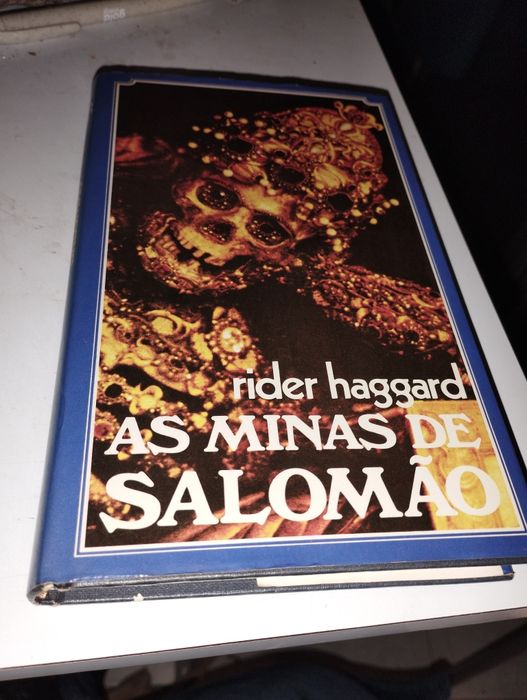 rider haggard
AS MINAS DE
SALOMÃO